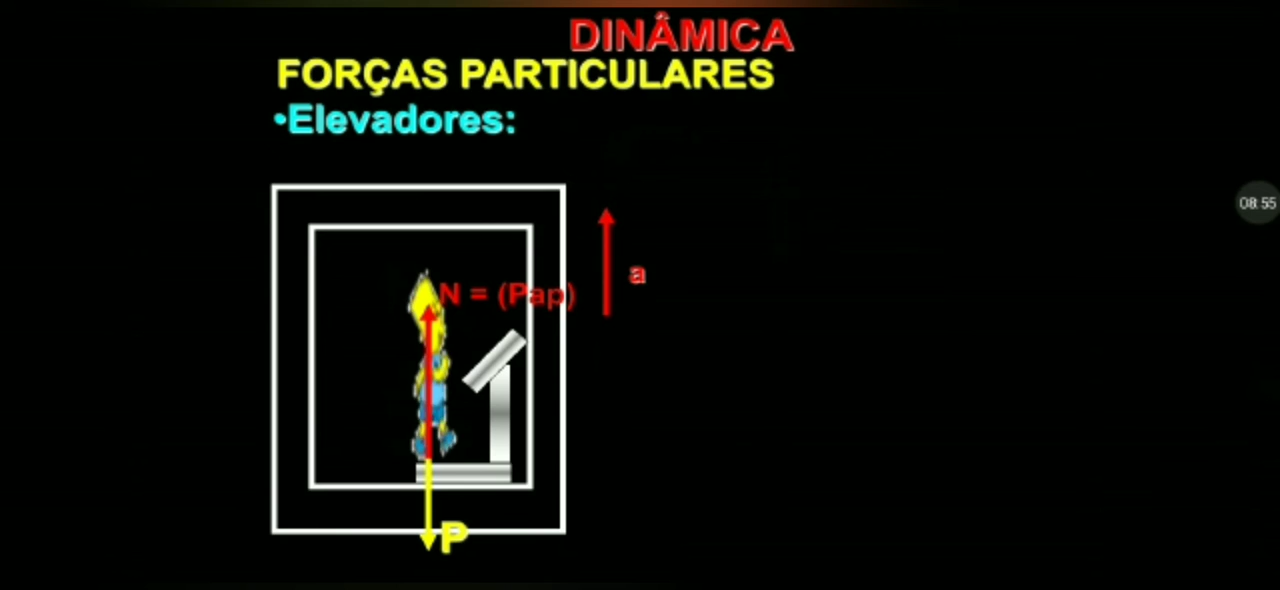 DINÂMICA
FORÇAS PARTICULARES
•Elevadores:
08:55
a
N = (Pap)
P